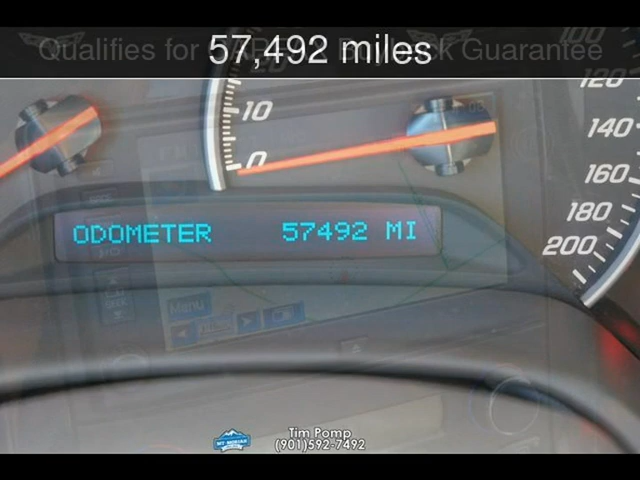 57,492 miles
Qualifies for Guarantee
100
20
120
10
140
0
160
180
ODOMETER 57492 MI
200
Menu
Tim Pomp
(901)592-7492